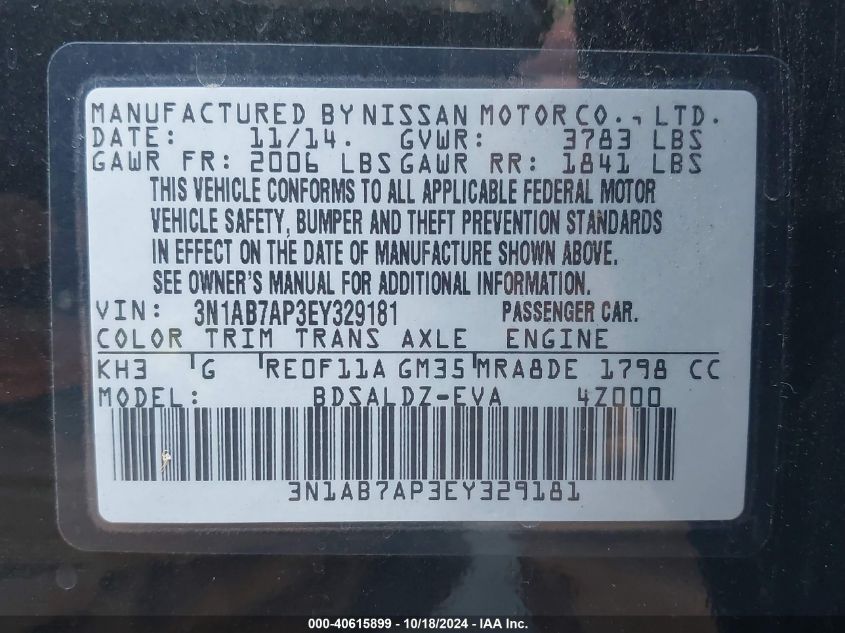 MANUFACTURED BY NISSAN MOTOR CO., LTD.
DATE: 11/14. GVWR: 3783 LBS
GAWR FR: 2006 LBS GAWR RR: 1841 LBS
THIS VEHICLE CONFORMS TO ALL APPLICABLE FEDERAL MOTOR
VEHICLE SAFETY, BUMPER AND THEFT PREVENTION STANDARDS
IN EFFECT ON THE DATE OF MANUFACTURE SHOWN ABOVE.
SEE OWNER'S MANUAL FOR ADDITIONAL INFORMATION.
VIN: 3N1AB7AP3EY329181 PASSENGER CAR.
COLOR TRIM TRANS AXLE ENGINE
KH3 G RE0F11A GM35 MRA8DE 1798 CC
MODEL: BDSALDZ-EVA 4Z000
3N1AB7AP3EY329181
000-40615899 - 10/18/2024 - IAA Inc.